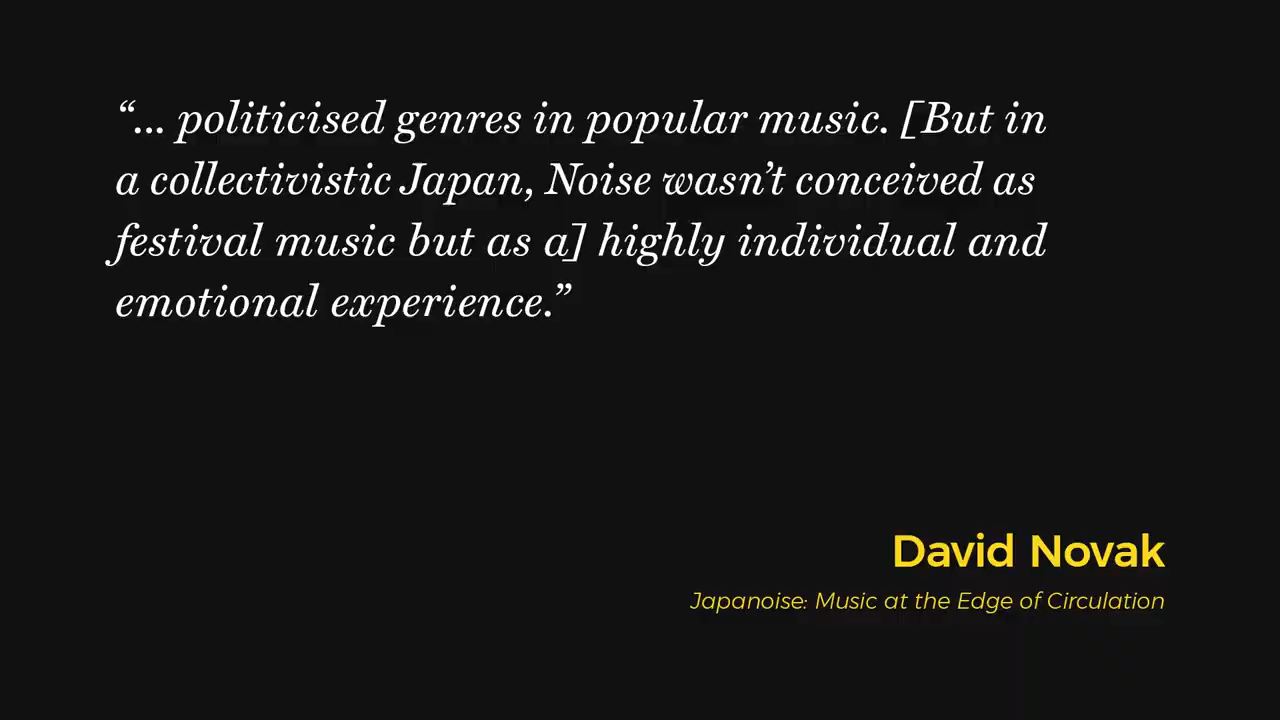 “... politicised genres in popular music. [But in
a collectivistic Japan, Noise wasn’t conceived as
festival music but as a] highly individual and
emotional experience.”
David Novak
Japanoise: Music at the Edge of Circulation